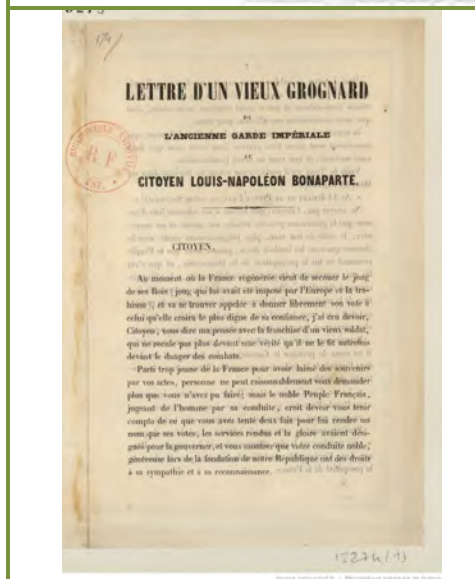 174/
LETTRE D'UN VIEUX GROGNARD
DE
L'ANCIENNE GARDE IMPÉRIALE
AU
CITOYEN LOUIS-NAPOLÉON BONAPARTE.
R. F
CITOYEN,
Au moment où la France régénérée vient de secouer le joug
de ses Rois; joug qui lui avait été imposé par l'Europe et la tra-
hison; et va se trouver appelée à donner librement son vote à
celui qu'elle croira le plus digne de sa confiance, j'ai cru devoir,
Citoyen, vous dire ma pensée avec la franchise d'un vieux soldat,
qui ne recule pas plus devant une vérité qu'il ne le fit autrefois
devant le danger des combats.
Parti trop jeune de la France pour avoir laissé des souvenirs
par vos actes, personne ne peut raisonnablement vous demander
plus que vous n'avez pu faire; mais le noble Peuple Français,
jugeant de l'homme par sa conduite, croit devoir vous tenir
compte de ce que vous avez tenté deux fois pour lui rendre un
nom que ses votes, les services rendus et la gloire avaient dési-
gnés pour la gouverner, et vous montrer que votre conduite noble,
généreuse lors de la fondation de notre République ont des droits
à sa sympathie et à sa reconnaissance.
15274 (1)